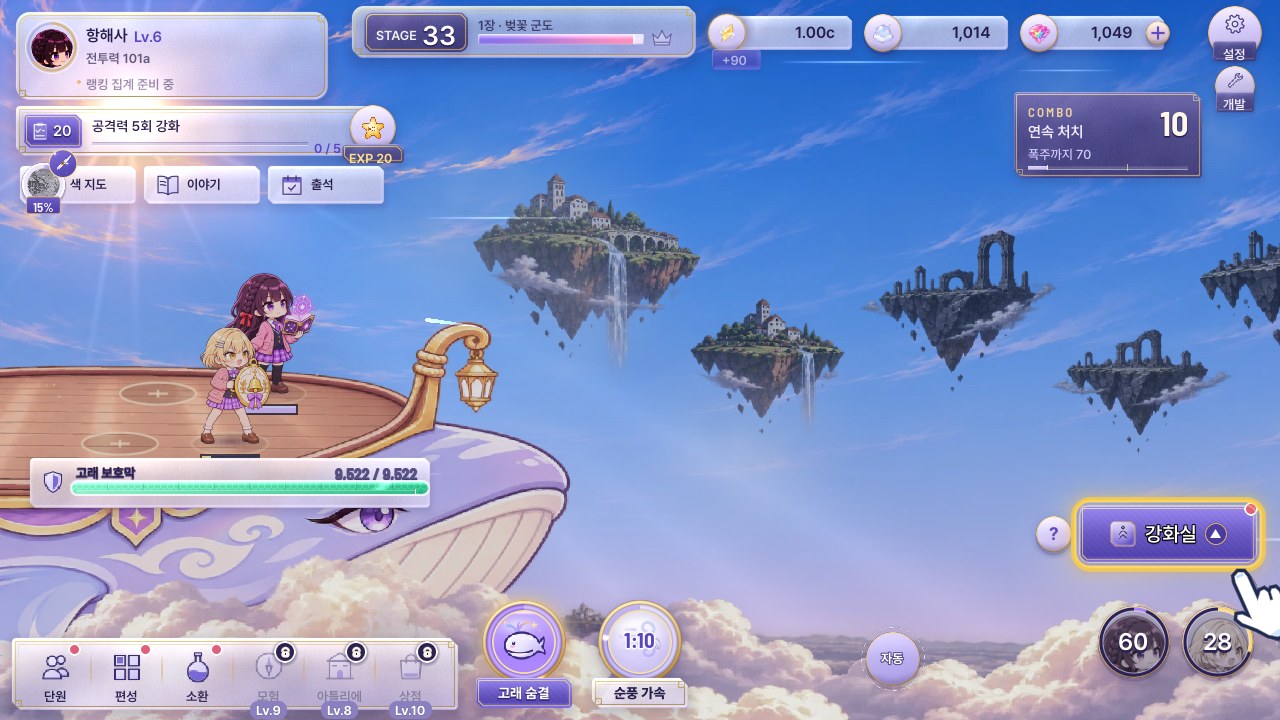 항해사 Lv.6
전투력 101a
* 랭킹 집계 준비 중
STAGE 33
1장 · 벚꽃 군도
1.00c
+90
1,014
1,049
설정
개발
20
공격력 5회 강화
0 / 5
EXP 20
색 지도
15%
이야기
출석
COMBO
연속 처치
10
폭주까지 70
고래 보호막
9,522 / 9,522
?
강화실
1:10
60
28
자동
고래 숨결
순풍 가속
단원
편성
소환
모험
Lv.9
아틀리에
Lv.8
상점
Lv.10